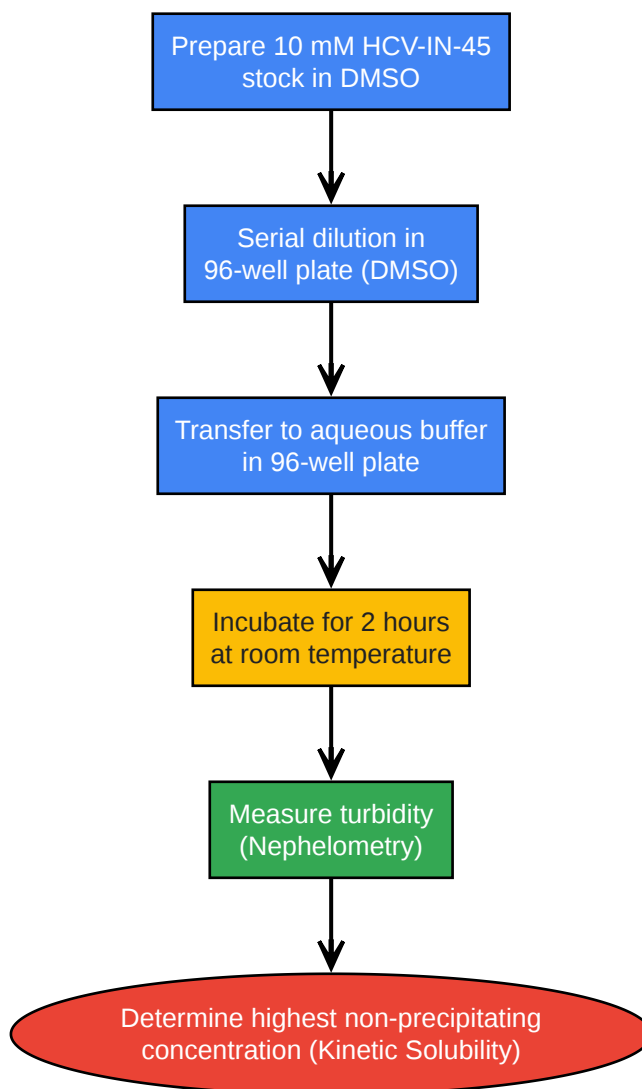 Prepare 10 mM HCV-IN-45
stock in DMSO
Serial dilution in
96-well plate (DMSO)
Transfer to aqueous buffer
in 96-well plate
Incubate for 2 hours
at room temperature
Measure turbidity
(Nephelometry)
Determine highest non-precipitating
concentration (Kinetic Solubility)